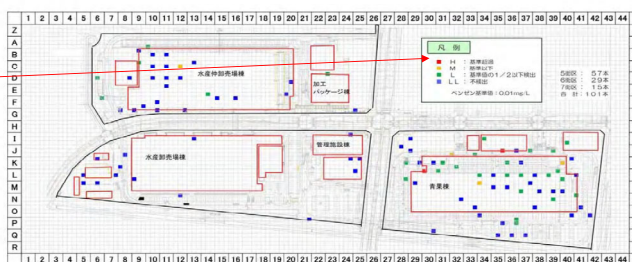 1 2 3 4 5 6 7 8 9 10 11 12 13 14 15 16 17 18 19 20 21 22 23 24 25 26 27 28 29 30 31 32 33 34 35 36 37 38 39 40 41 42 43 44
Z
A
B
C
D
E
F
G
H
I
J
K
L
M
N
O
P
Q
R
水産仲卸売場棟
加工
パッケージ棟
凡 例
H : 基準超過
M : 基準以下
L : 基準値の1/2以下検出
LL : 不検出
ベンゼン基準値:0.01mg/L
5街区: 57本
6街区: 29本
7街区: 15本
合 計: 101本
水産卸売場棟
管理施設棟
青果棟
1 2 3 4 5 6 7 8 9 10 11 12 13 14 15 16 17 18 19 20 21 22 23 24 25 26 27 28 29 30 31 32 33 34 35 36 37 38 39 40 41 42 43 44